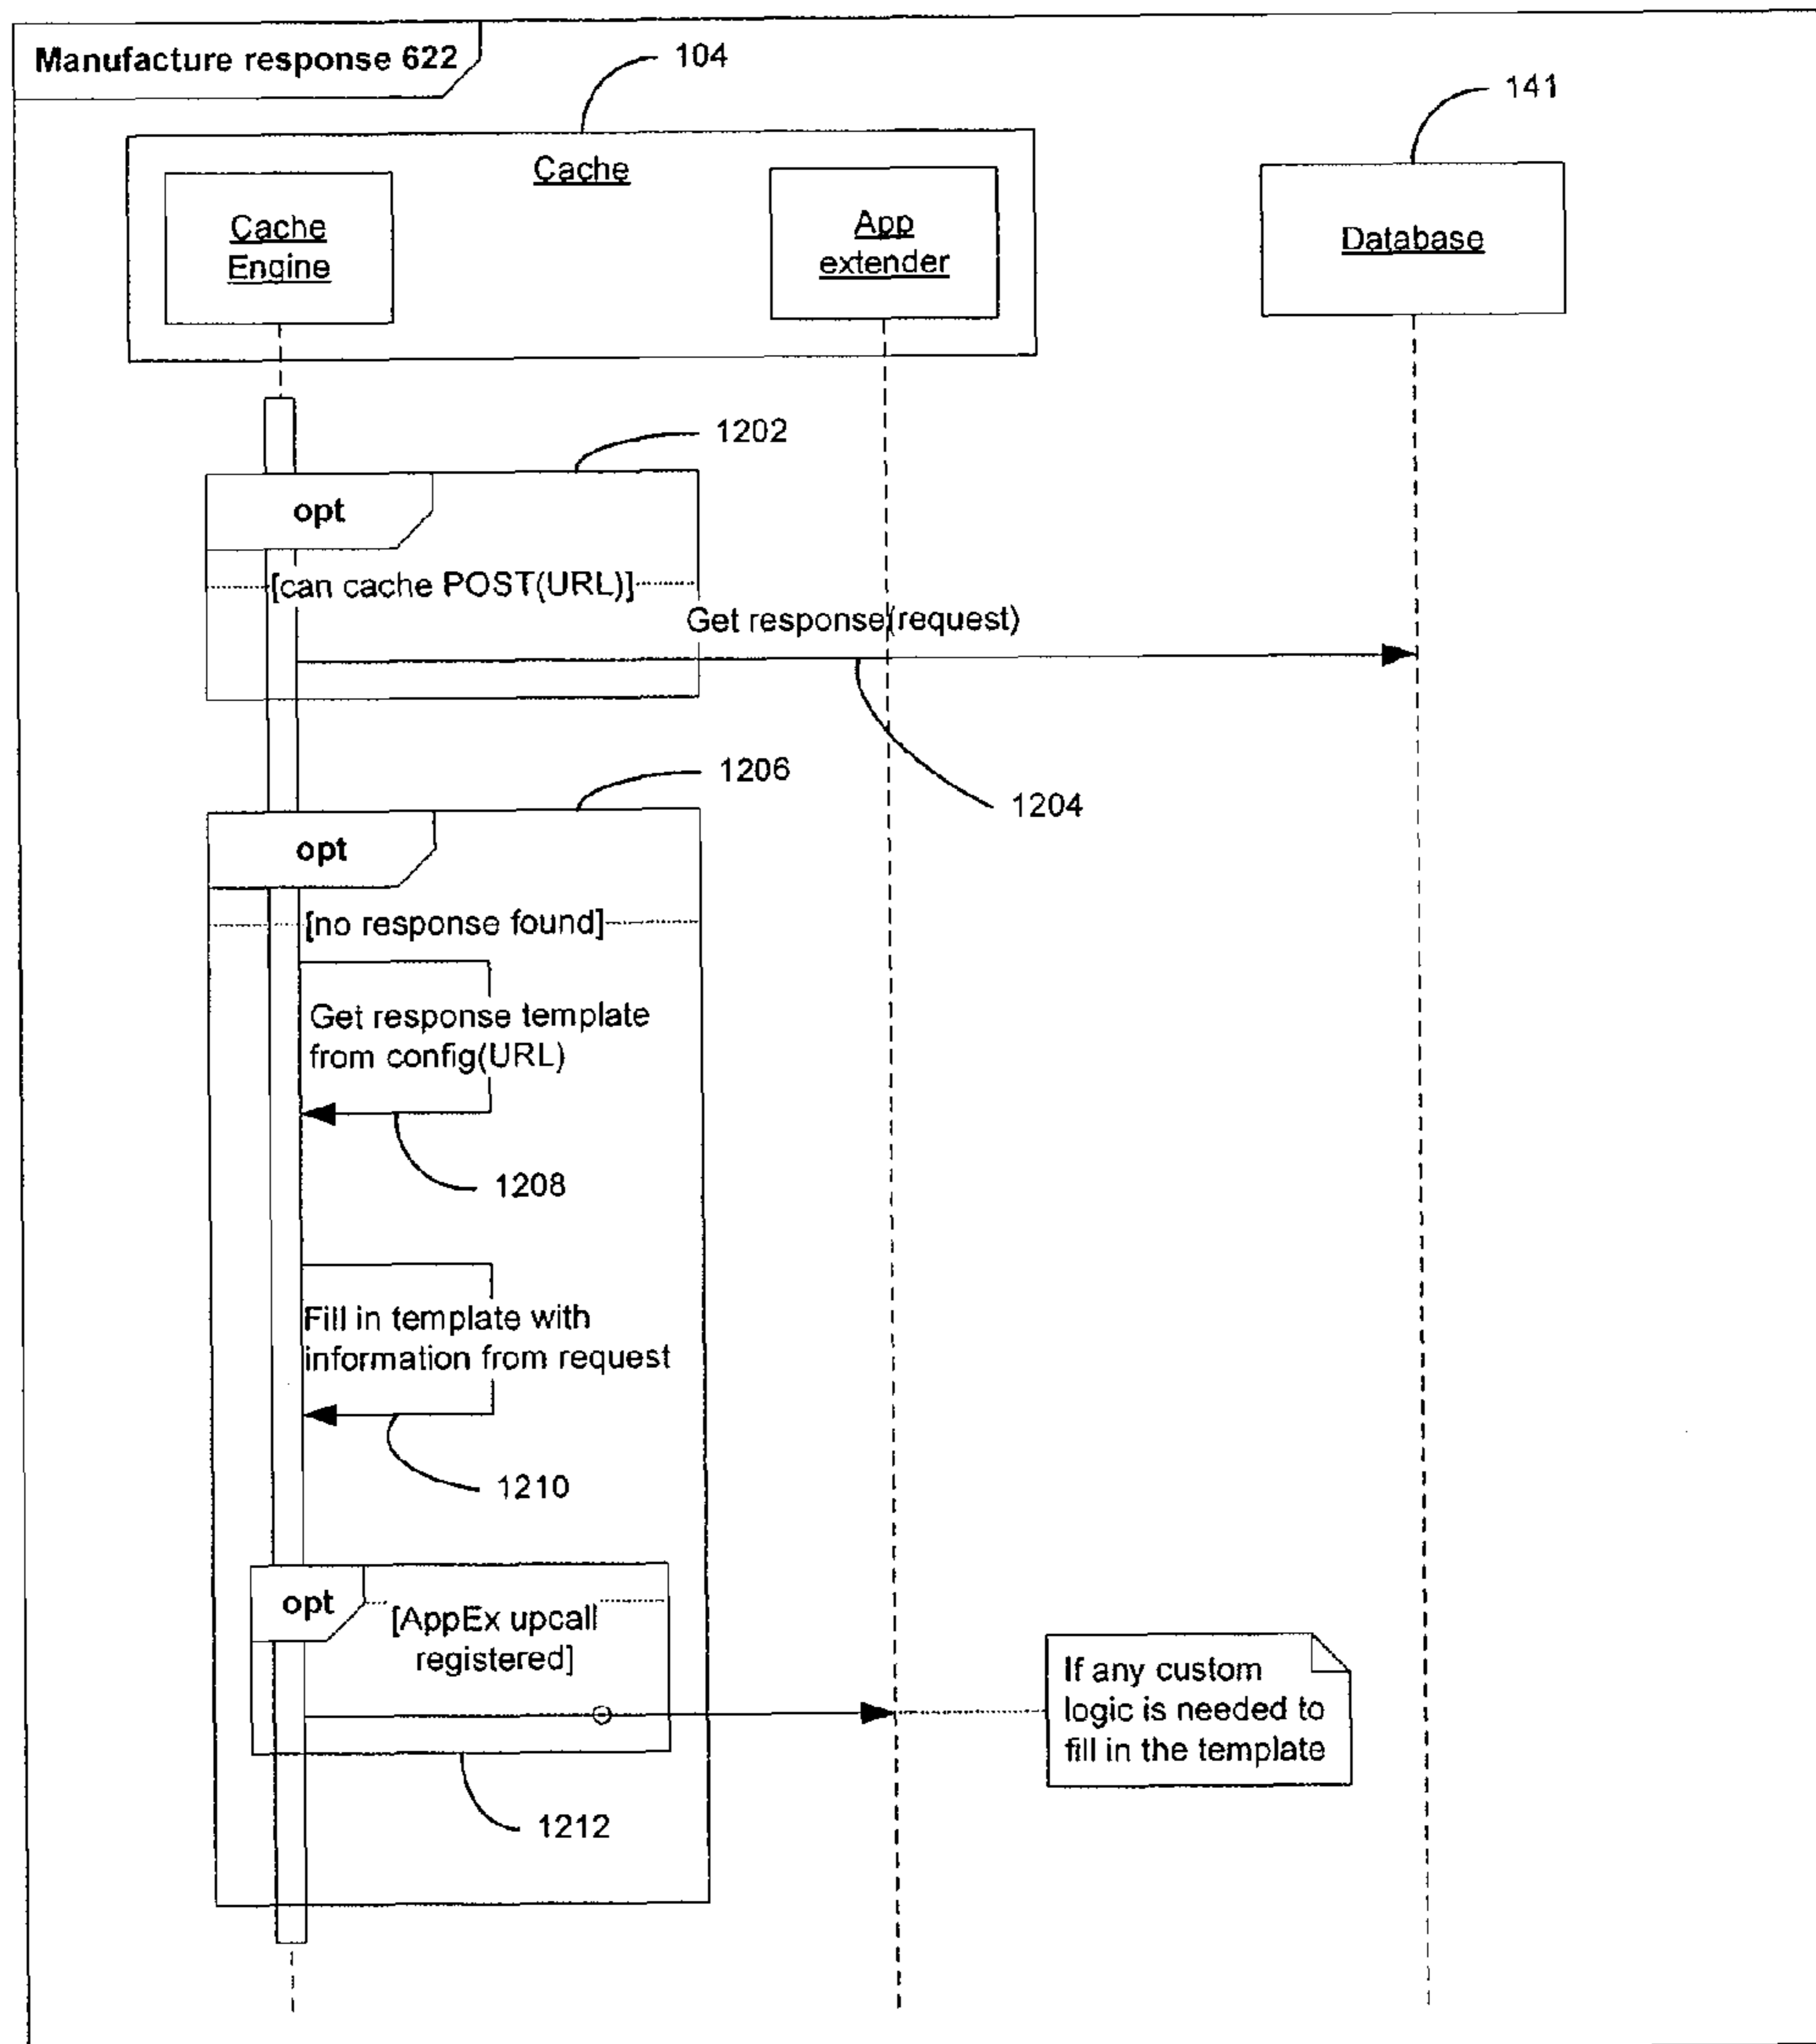 Manufacture response 622
104
141
Cache
Cache
Engine
App
extender
Database
1202
opt
[can cache POST(URL)]
Get response(request)
1204
1206
opt
[no response found]
Get response template
from config(URL)
1208
Fill in template with
information from request
1210
opt
[AppEx upcall
registered]
If any custom
logic is needed to
fill in the template
1212